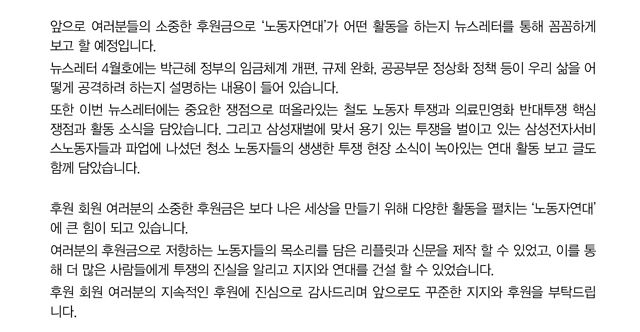 앞으로 여러분들의 소중한 후원금으로 ‘노동자연대’가 어떤 활동을 하는지 뉴스레터를 통해 꼼꼼하게
보고 할 예정입니다.
뉴스레터 4월호에는 박근혜 정부의 임금체계 개편, 규제 완화, 공공부문 정상화 정책 등이 우리 삶을 어
떻게 공격하려 하는지 설명하는 내용이 들어 있습니다.
또한 이번 뉴스레터에는 중요한 쟁점으로 떠올라있는 철도 노동자 투쟁과 의료민영화 반대투쟁 핵심
쟁점과 활동 소식을 담았습니다. 그리고 삼성재벌에 맞서 용기 있는 투쟁을 벌이고 있는 삼성전자서비
스노동자들과 파업에 나섰던 청소 노동자들의 생생한 투쟁 현장 소식이 녹아있는 연대 활동 보고 글도
함께 담았습니다.
후원 회원 여러분의 소중한 후원금은 보다 나은 세상을 만들기 위해 다양한 활동을 펼치는 ‘노동자연대’
에 큰 힘이 되고 있습니다.
여러분의 후원금으로 저항하는 노동자들의 목소리를 담은 리플릿과 신문을 제작 할 수 있었고, 이를 통
해 더 많은 사람들에게 투쟁의 진실을 알리고 지지와 연대를 건설 할 수 있었습니다.
후원 회원 여러분의 지속적인 후원에 진심으로 감사드리며 앞으로도 꾸준한 지지와 후원을 부탁드립
니다.